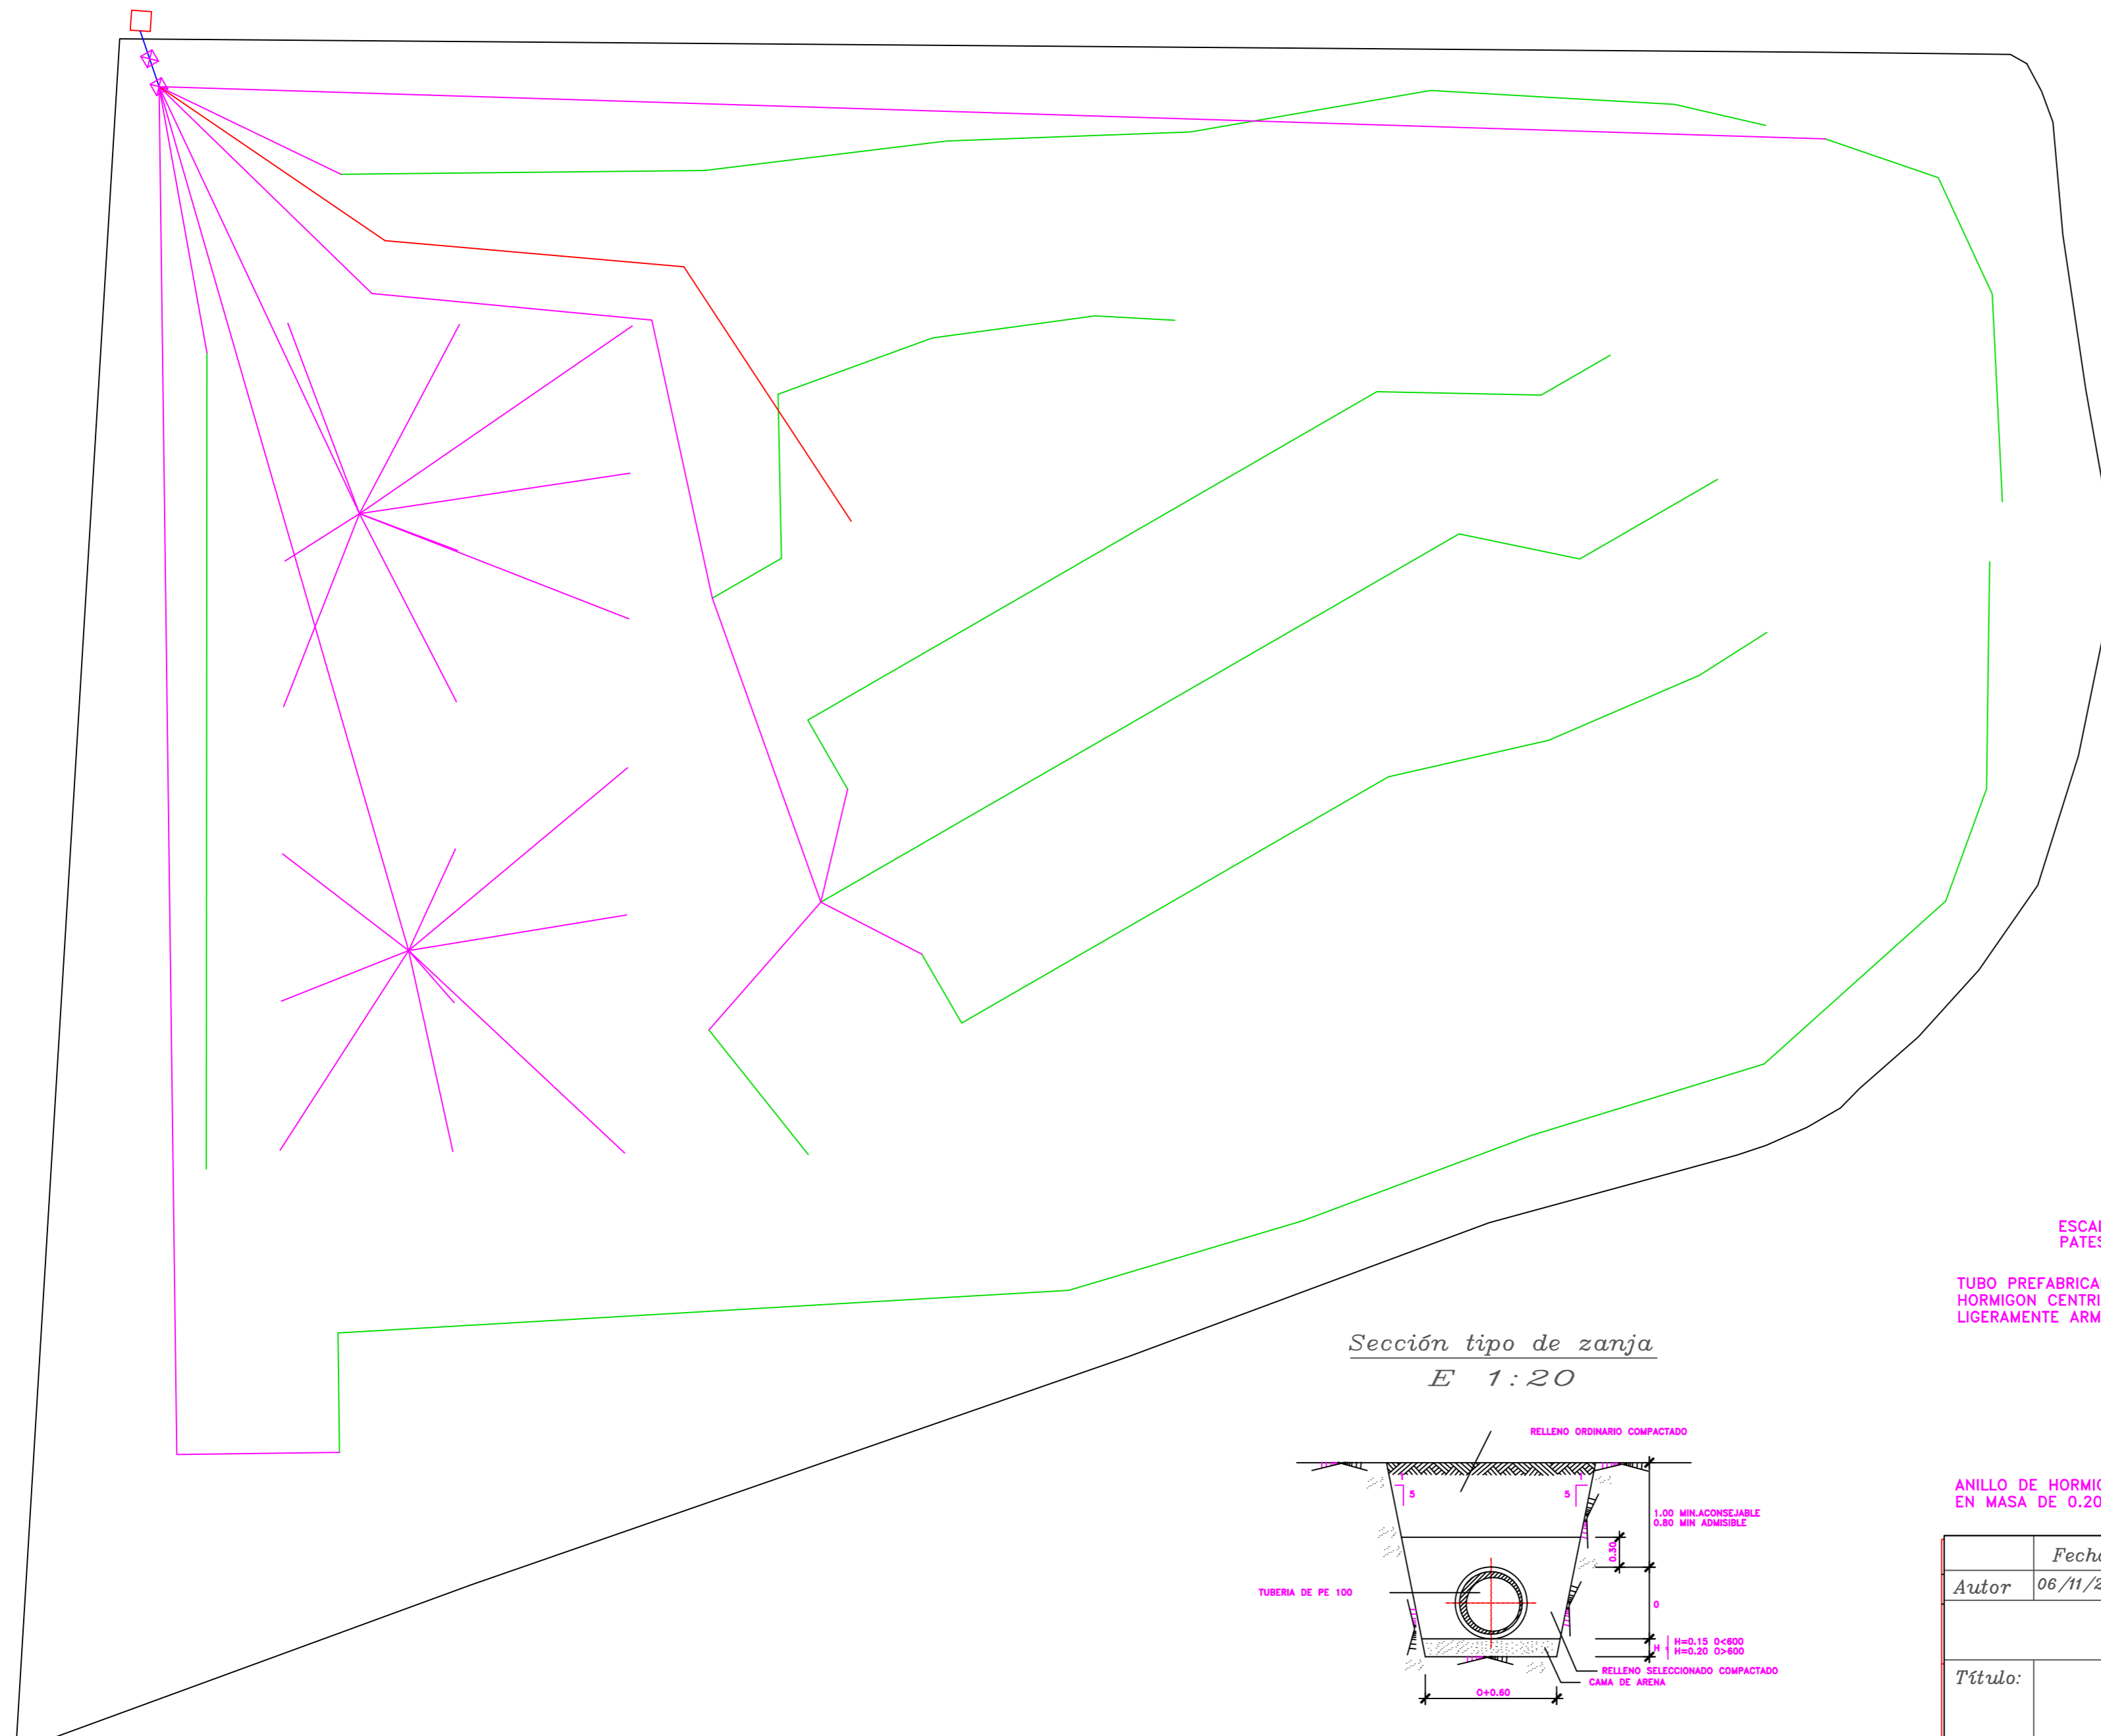 ESCAL
PATES
TUBO PREFABRICA
HORMIGON CENTRI
LIGERAMENTE ARM
Sección tipo de zanja
E 1:20
RELLENO ORDINARIO COMPACTADO
5
5
1.00 MIN.ACONSEJABLE
0.80 MIN ADMISIBLE
0.30
TUBERIA DE PE 100
O
H
H=0.15 O<600
H=0.20 O>600
RELLENO SELECCIONADO COMPACTADO
CAMA DE ARENA
O+0.60
ANILLO DE HORMIG
EN MASA DE 0.20
Fecha
Autor 06/11/2
Título: